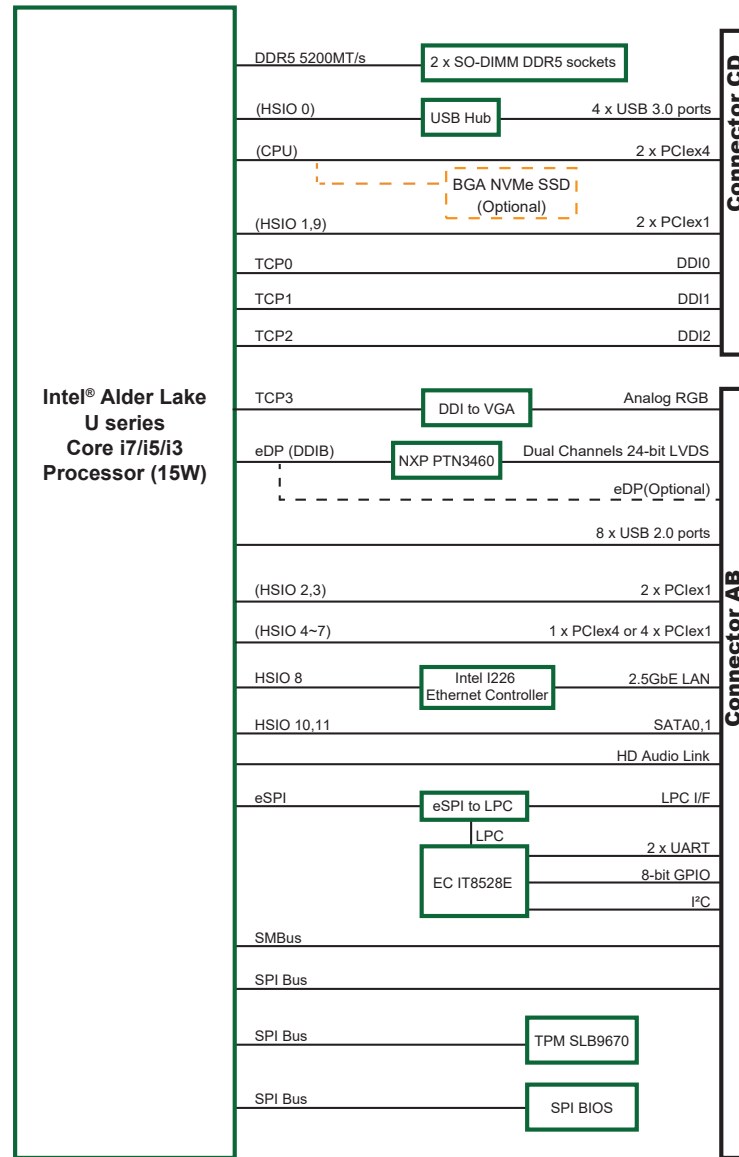 DDR5 5200MT/s
2 x SO-DIMM DDR5 sockets
(HSIO 0)
USB Hub
4 x USB 3.0 ports
(CPU)
2 x PCIex4
BGA NVMe SSD
(Optional)
(HSIO 1,9)
2 x PCIex1
TCP0
DDI0
TCP1
DDI1
TCP2
DDI2
Connector CD
Intel® Alder Lake
U series
Core i7/i5/i3
Processor (15W)
TCP3
DDI to VGA
Analog RGB
eDP (DDIB)
NXP PTN3460
Dual Channels 24-bit LVDS
eDP(Optional)
8 x USB 2.0 ports
(HSIO 2,3)
2 x PCIex1
(HSIO 4~7)
1 x PCIex4 or 4 x PCIex1
HSIO 8
Intel I226
Ethernet Controller
2.5GbE LAN
HSIO 10,11
SATA0,1
HD Audio Link
eSPI
eSPI to LPC
LPC I/F
LPC
EC IT8528E
2 x UART
8-bit GPIO
I²C
SMBus
SPI Bus
SPI Bus
TPM SLB9670
SPI Bus
SPI BIOS
Connector AB